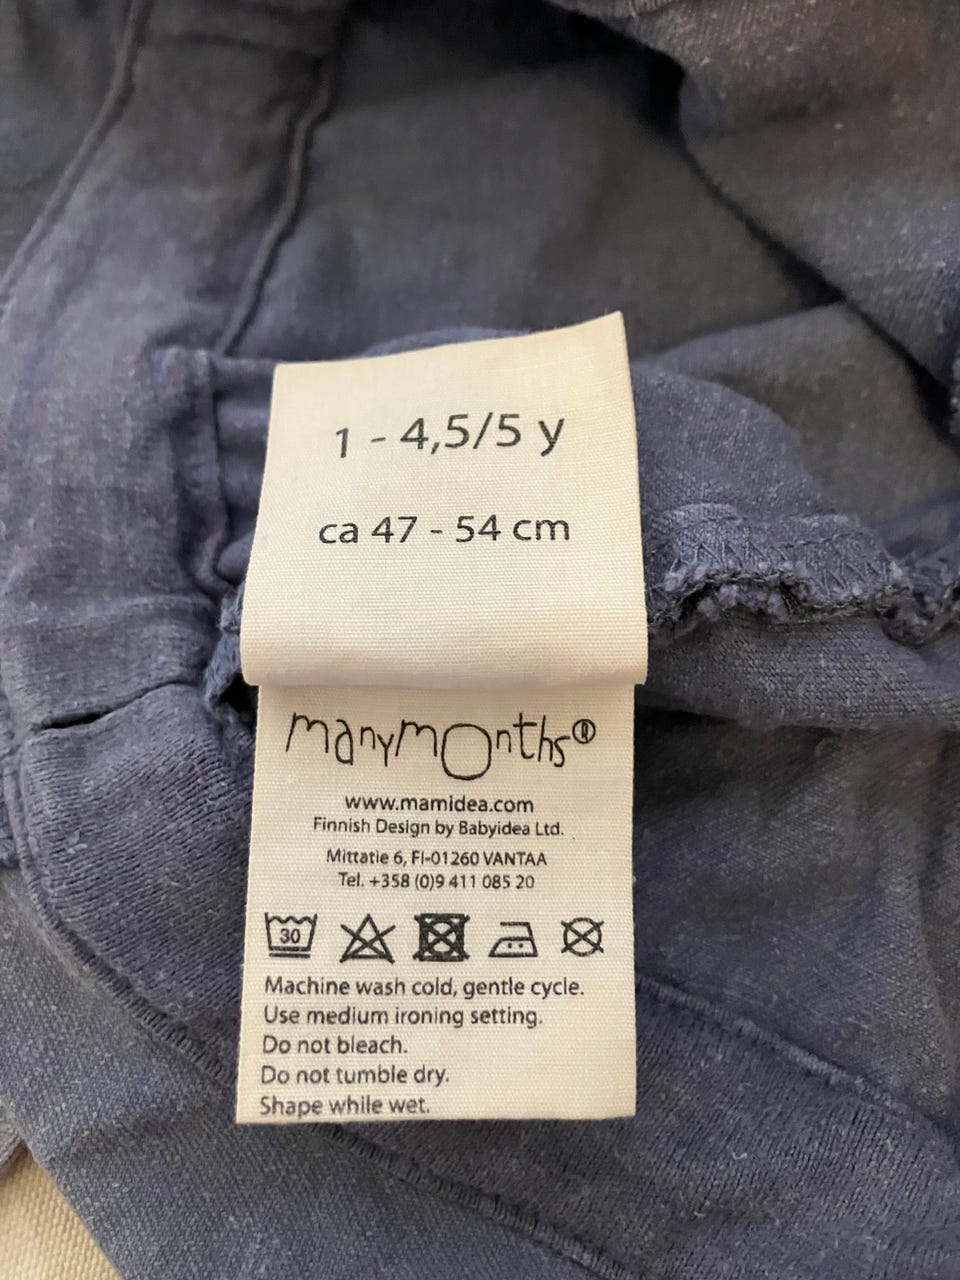 1 - 4,5/5 y
ca 47 - 54 cm
manymonths®
www.mamidea.com
Finnish Design by Babyidea Ltd.
Mittatie 6, FI-01260 VANTAA
Tel. +358 (0)9 411 085 20
30
Machine wash cold, gentle cycle.
Use medium ironing setting.
Do not bleach.
Do not tumble dry.
Shape while wet.